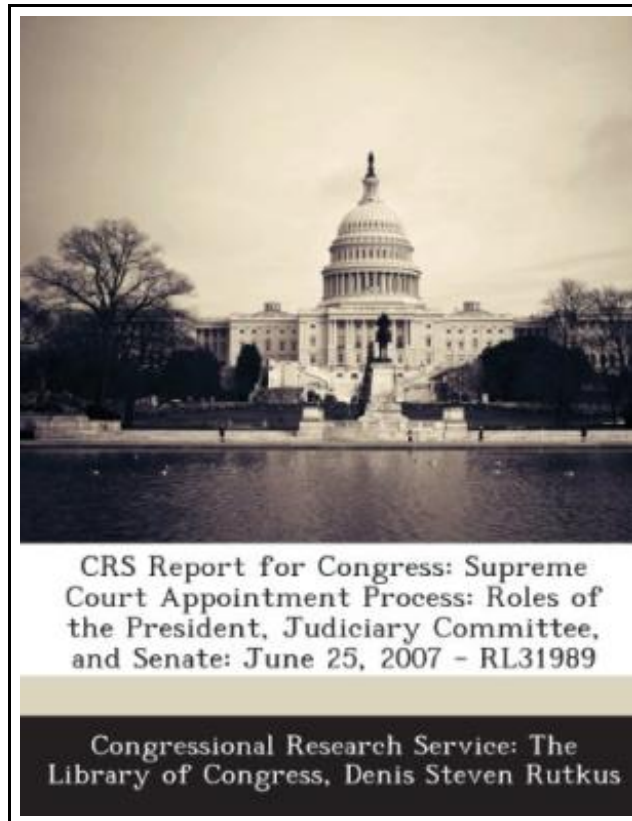 CRS Report for Congress: Supreme
Court Appointment Process: Roles of
the President, Judiciary Committee,
and Senate: June 25, 2007 - RL31989
Congressional Research Service: The
Library of Congress, Denis Steven Rutkus